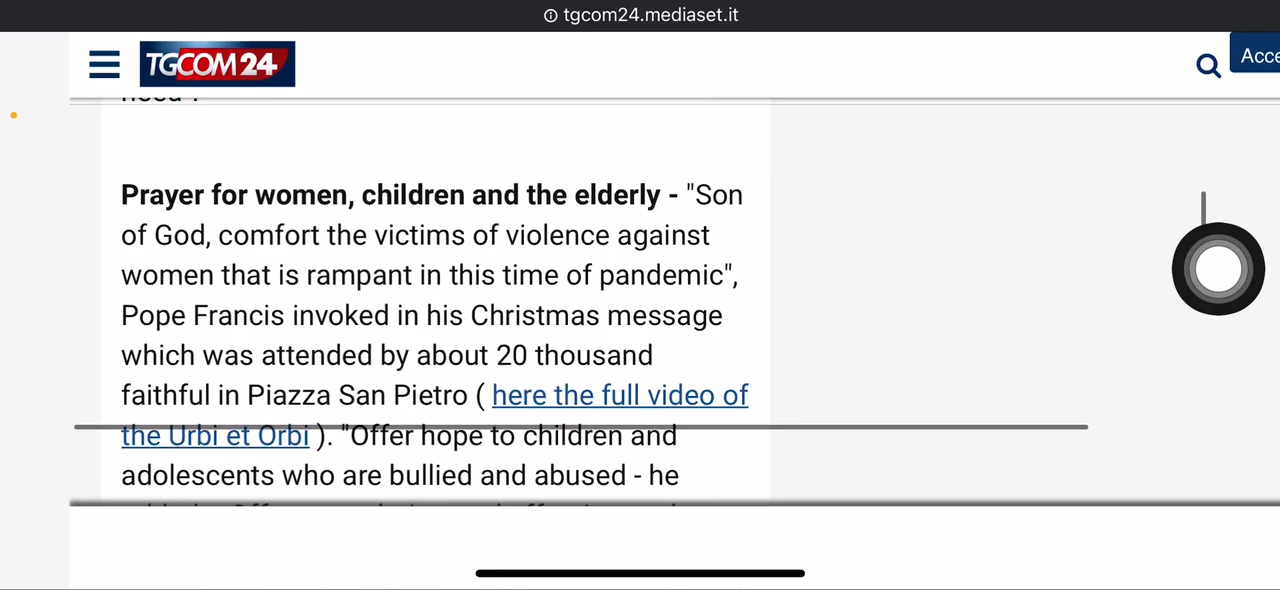 tgcom24.mediaset.it
TGCOM24
Prayer for women, children and the elderly - "Son
of God, comfort the victims of violence against
women that is rampant in this time of pandemic",
Pope Francis invoked in his Christmas message
which was attended by about 20 thousand
faithful in Piazza San Pietro ( here the full video of
the Urbi et Orbi ). "Offer hope to children and
adolescents who are bullied and abused - he